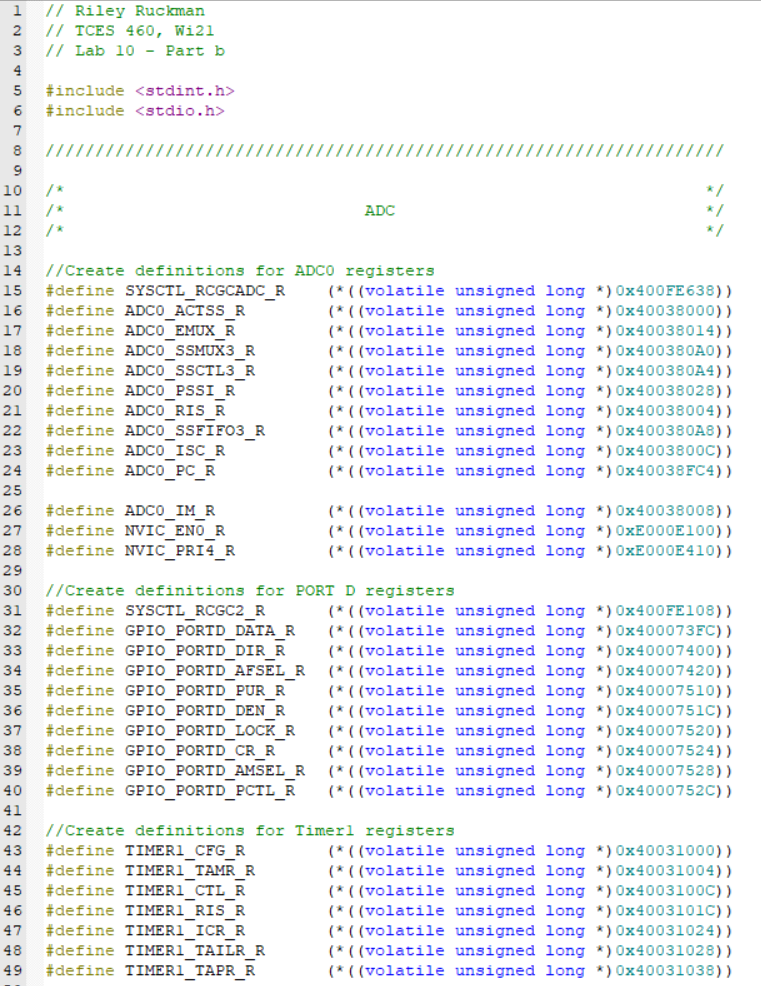 1 // Riley Ruckman
2 // TCES 460, Wi21
3 // Lab 10 - Part b
4
5 #include <stdint.h>
6 #include <stdio.h>
7
8 ////////////////////////////////////////////////////////////////////
9
10 /* */
11 /* ADC */
12 /* */
13
14 //Create definitions for ADC0 registers
15 #define SYSCTL_RCGCADC_R (*((volatile unsigned long *)0x400FE638))
16 #define ADC0_ACTSS_R (*((volatile unsigned long *)0x40038000))
17 #define ADC0_EMUX_R (*((volatile unsigned long *)0x40038014))
18 #define ADC0_SSMUX3_R (*((volatile unsigned long *)0x400380A0))
19 #define ADC0_SSCTL3_R (*((volatile unsigned long *)0x400380A4))
20 #define ADC0_PSSI_R (*((volatile unsigned long *)0x40038028))
21 #define ADC0_RIS_R (*((volatile unsigned long *)0x40038004))
22 #define ADC0_SSFIFO3_R (*((volatile unsigned long *)0x400380A8))
23 #define ADC0_ISC_R (*((volatile unsigned long *)0x4003800C))
24 #define ADC0_PC_R (*((volatile unsigned long *)0x40038FC4))
25
26 #define ADC0_IM_R (*((volatile unsigned long *)0x40038008))
27 #define NVIC_EN0_R (*((volatile unsigned long *)0xE000E100))
28 #define NVIC_PRI4_R (*((volatile unsigned long *)0xE000E410))
29
30 //Create definitions for PORT D registers
31 #define SYSCTL_RCGC2_R (*((volatile unsigned long *)0x400FE108))
32 #define GPIO_PORTD_DATA_R (*((volatile unsigned long *)0x400073FC))
33 #define GPIO_PORTD_DIR_R (*((volatile unsigned long *)0x40007400))
34 #define GPIO_PORTD_AFSEL_R (*((volatile unsigned long *)0x40007420))
35 #define GPIO_PORTD_PUR_R (*((volatile unsigned long *)0x40007510))
36 #define GPIO_PORTD_DEN_R (*((volatile unsigned long *)0x4000751C))
37 #define GPIO_PORTD_LOCK_R (*((volatile unsigned long *)0x40007520))
38 #define GPIO_PORTD_CR_R (*((volatile unsigned long *)0x40007524))
39 #define GPIO_PORTD_AMSEL_R (*((volatile unsigned long *)0x40007528))
40 #define GPIO_PORTD_PCTL_R (*((volatile unsigned long *)0x4000752C))
41
42 //Create definitions for Timer1 registers
43 #define TIMER1_CFG_R (*((volatile unsigned long *)0x40031000))
44 #define TIMER1_TAMR_R (*((volatile unsigned long *)0x40031004))
45 #define TIMER1_CTL_R (*((volatile unsigned long *)0x4003100C))
46 #define TIMER1_RIS_R (*((volatile unsigned long *)0x4003101C))
47 #define TIMER1_ICR_R (*((volatile unsigned long *)0x40031024))
48 #define TIMER1_TAILR_R (*((volatile unsigned long *)0x40031028))
49 #define TIMER1_TAPR_R (*((volatile unsigned long *)0x40031038))